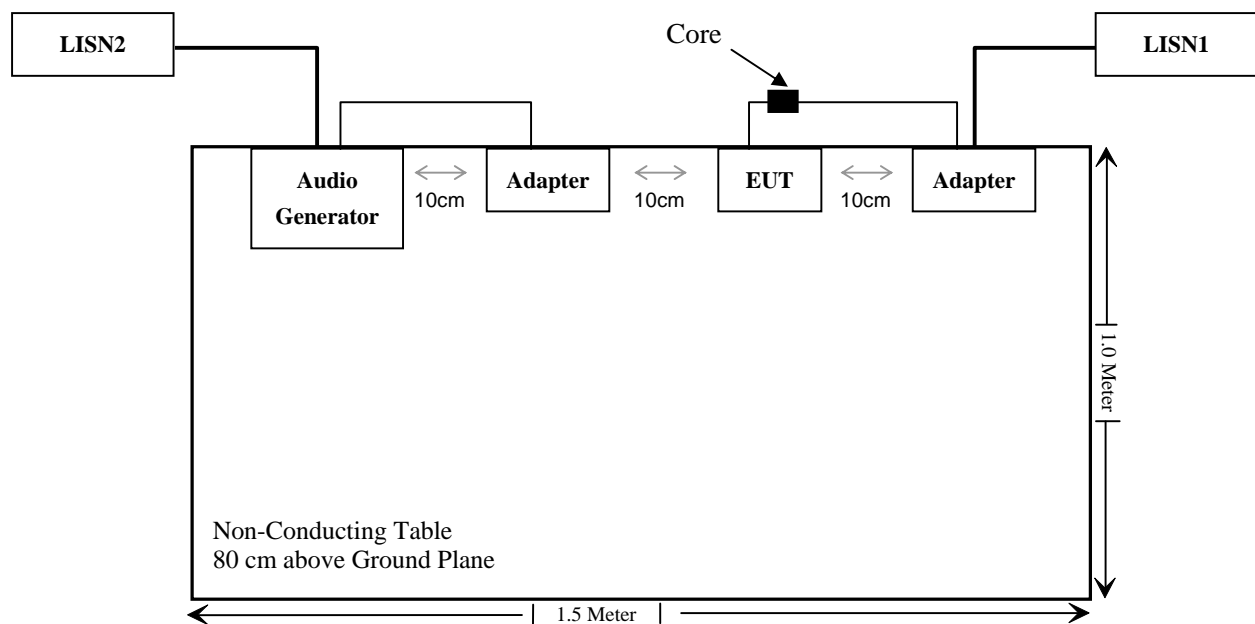 LISN2
Core
LISN1
Audio
Generator
10cm
Adapter
10cm
EUT
10cm
Adapter
1.0 Meter
Non-Conducting Table
80 cm above Ground Plane
1.5 Meter